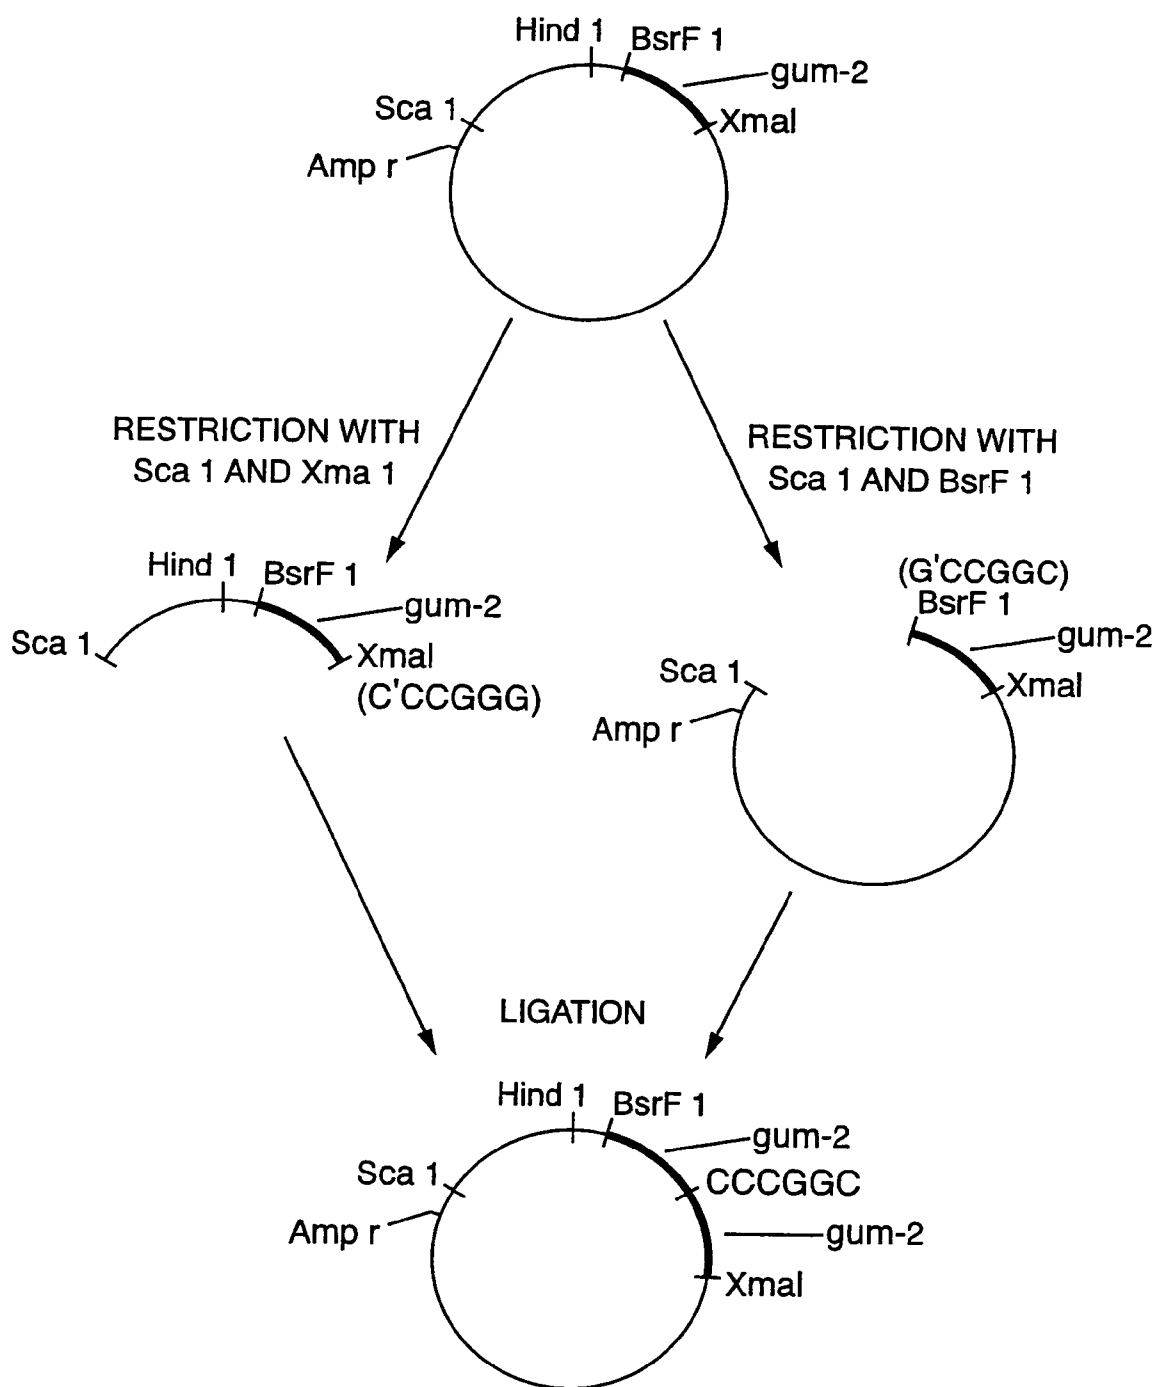 Hind 1
BsrF 1
gum-2
Sca 1
XmaI
Amp r
RESTRICTION WITH
Sca 1 AND Xma 1
RESTRICTION WITH
Sca 1 AND BsrF 1
Hind 1
BsrF 1
gum-2
Sca 1
XmaI
(C'CCGGG)
(G'CCGGC)
BsrF 1
gum-2
Sca 1
XmaI
Amp r
LIGATION
Hind 1
BsrF 1
gum-2
Sca 1
CCCGGC
Amp r
gum-2
XmaI